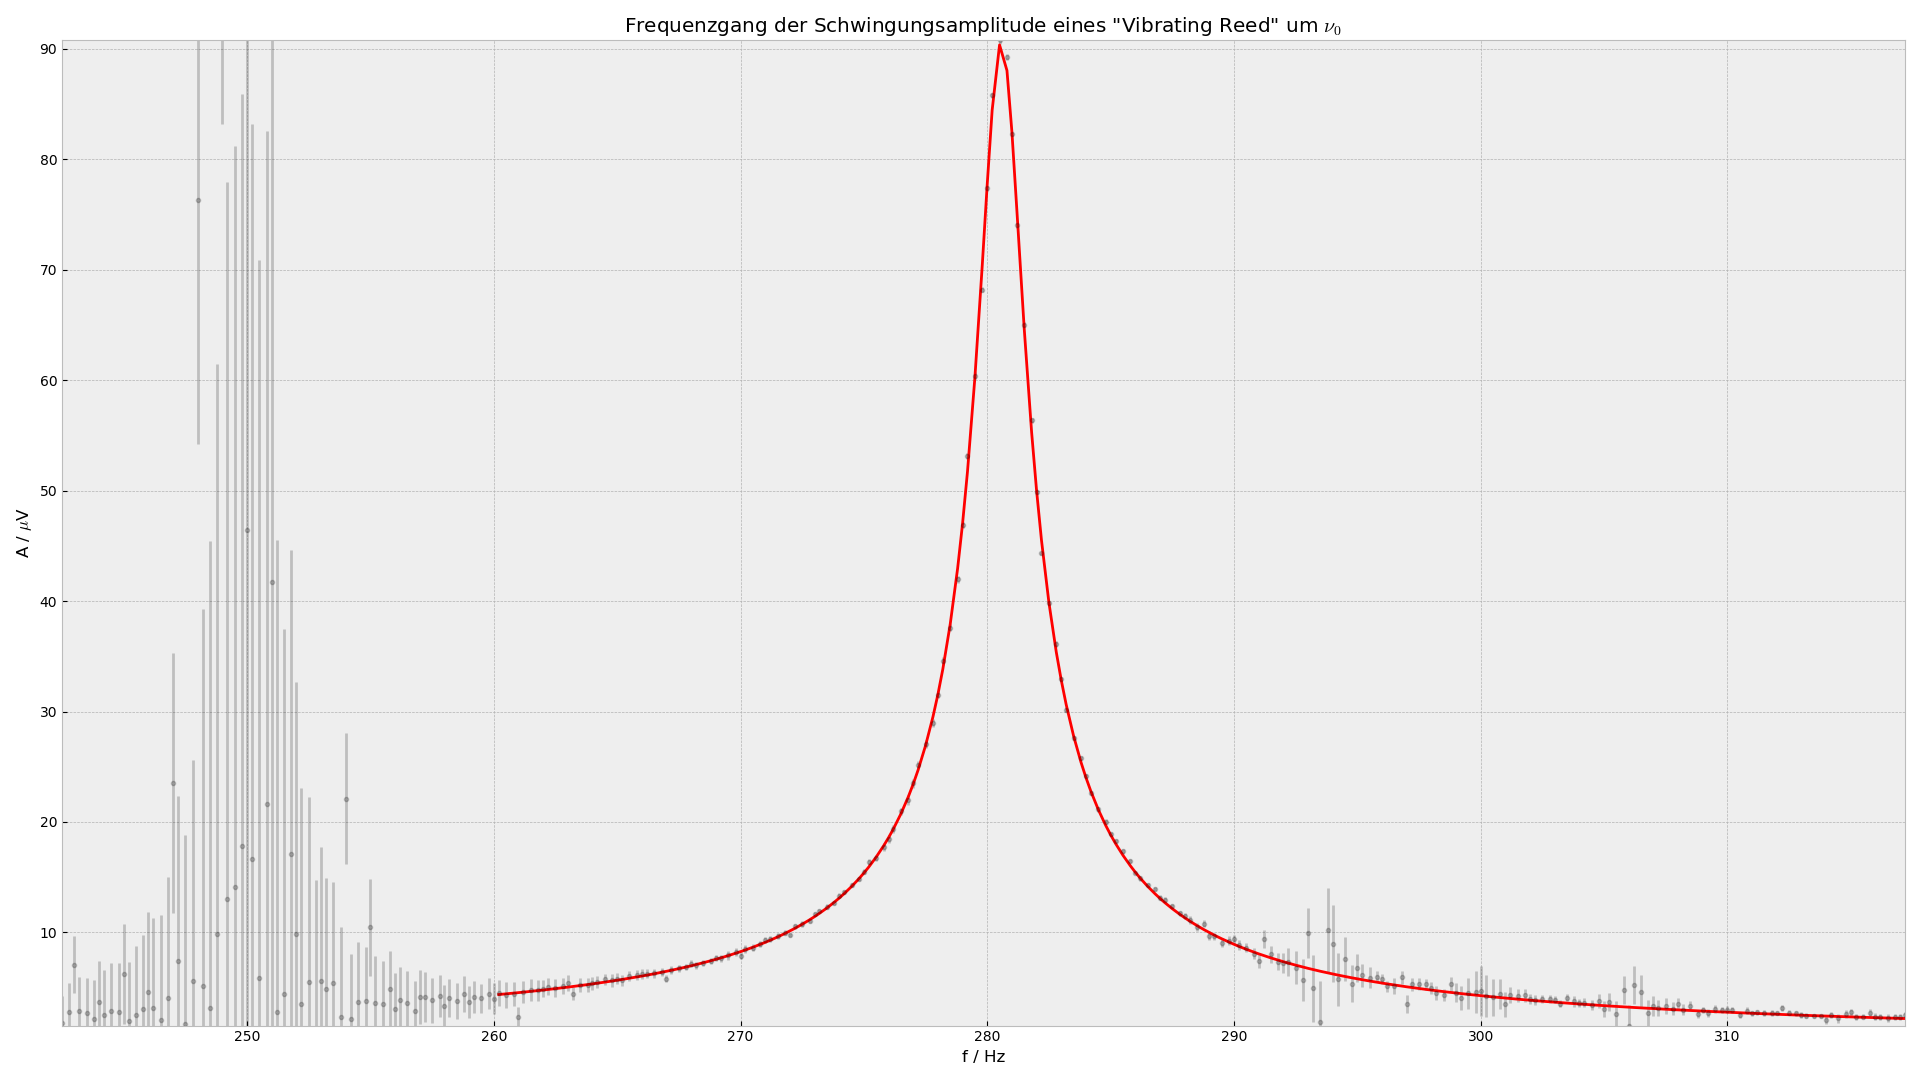 Frequenzgang der Schwingungsamplitude eines "Vibrating Reed" um ν₀
90
80
70
60
50
40
30
20
10
A / μV
250 260 270 280 290 300 310
f / Hz